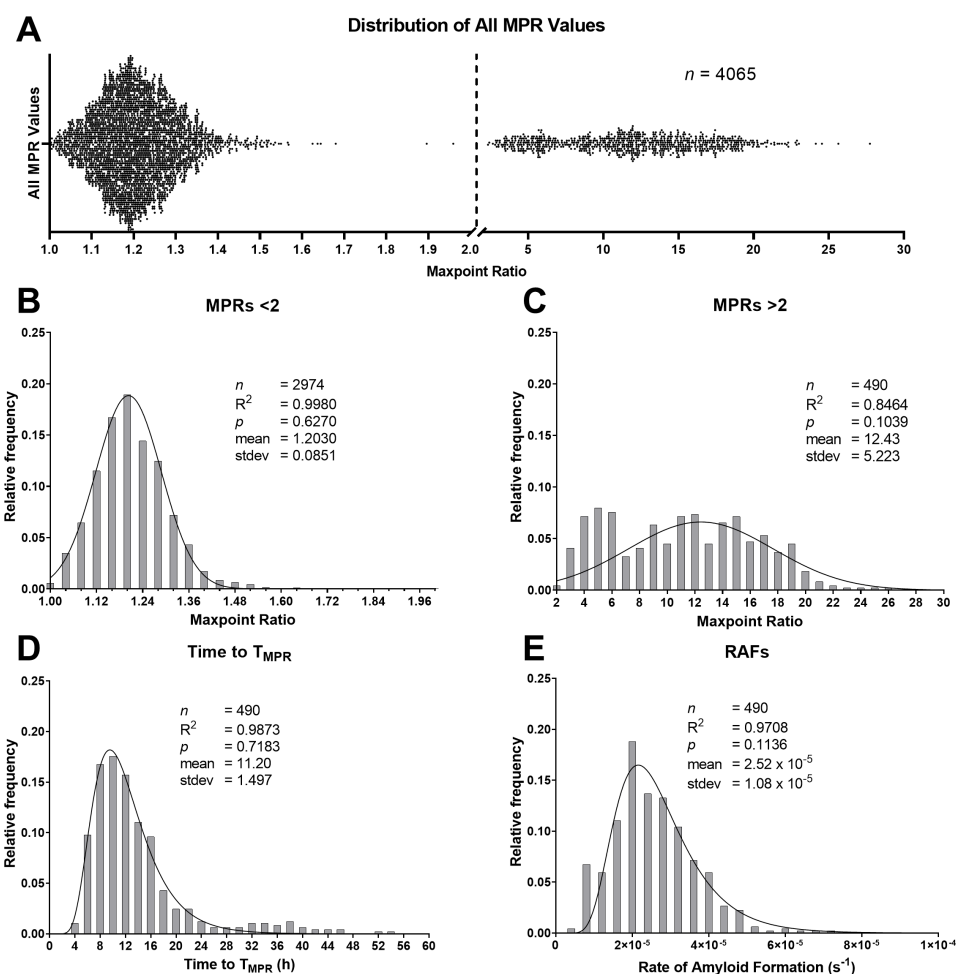 A
Distribution of All MPR Values
n = 4065
All MPR Values
1.0 1.1 1.2 1.3 1.4 1.5 1.6 1.7 1.8 1.9 2.0 5 10 15 20 25 30
Maxpoint Ratio
B
MPRs <2
0.25
0.20
0.15
0.10
0.05
0.00
Relative frequency
n = 2974
R² = 0.9980
p = 0.6270
mean = 1.2030
stdev = 0.0851
1.00 1.12 1.24 1.36 1.48 1.60 1.72 1.84 1.96
Maxpoint Ratio
C
MPRs >2
0.25
0.20
0.15
0.10
0.05
0.00
Relative frequency
n = 490
R² = 0.8464
p = 0.1039
mean = 12.43
stdev = 5.223
2 4 6 8 10 12 14 16 18 20 22 24 26 28 30
Maxpoint Ratio
D
Time to TMPR
0.25
0.20
0.15
0.10
0.05
0.00
Relative frequency
n = 490
R² = 0.9873
p = 0.7183
mean = 11.20
stdev = 1.497
0 4 8 12 16 20 24 28 32 36 40 44 48 52 56 60
Time to TMPR (h)
E
RAFs
0.25
0.20
0.15
0.10
0.05
0.00
Relative frequency
n = 490
R² = 0.9708
p = 0.1136
mean = 2.52 x 10⁻⁵
stdev = 1.08 x 10⁻⁵
0 2×10⁻⁵ 4×10⁻⁵ 6×10⁻⁵ 8×10⁻⁵ 1×10⁻⁴
Rate of Amyloid Formation (s⁻¹)